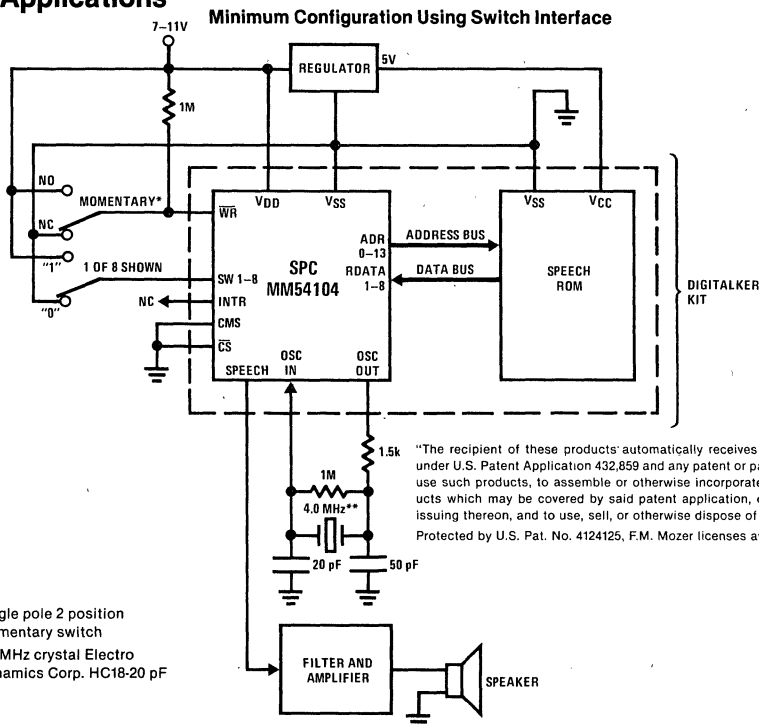 Applications
Minimum Configuration Using Switch Interface
7–11V
REGULATOR
5V
1M
NO
MOMENTARY*
NC
"1"
1 OF 8 SHOWN
"0"
NC
WR
VDD
VSS
SW 1–8
INTR
CMS
CS
SPC
MM54104
ADR
0–13
RDATA
1–8
SPEECH
OSC
IN
OSC
OUT
ADDRESS BUS
DATA BUS
VSS
VCC
SPEECH
ROM
DIGITALKER
KIT
1.5k
1M
4.0 MHz**
20 pF
50 pF
"The recipient of these products automatically receives
under U.S. Patent Application 432,859 and any patent or
use such products, to assemble or otherwise incorporate
ucts which may be covered by said patent application,
issuing thereon, and to use, sell, or otherwise dispose of
Protected by U.S. Pat. No. 4124125, F.M. Mozer licenses
gle pole 2 position
mentary switch
MHz crystal Electro
namics Corp. HC18-20 pF
FILTER AND
AMPLIFIER
SPEAKER